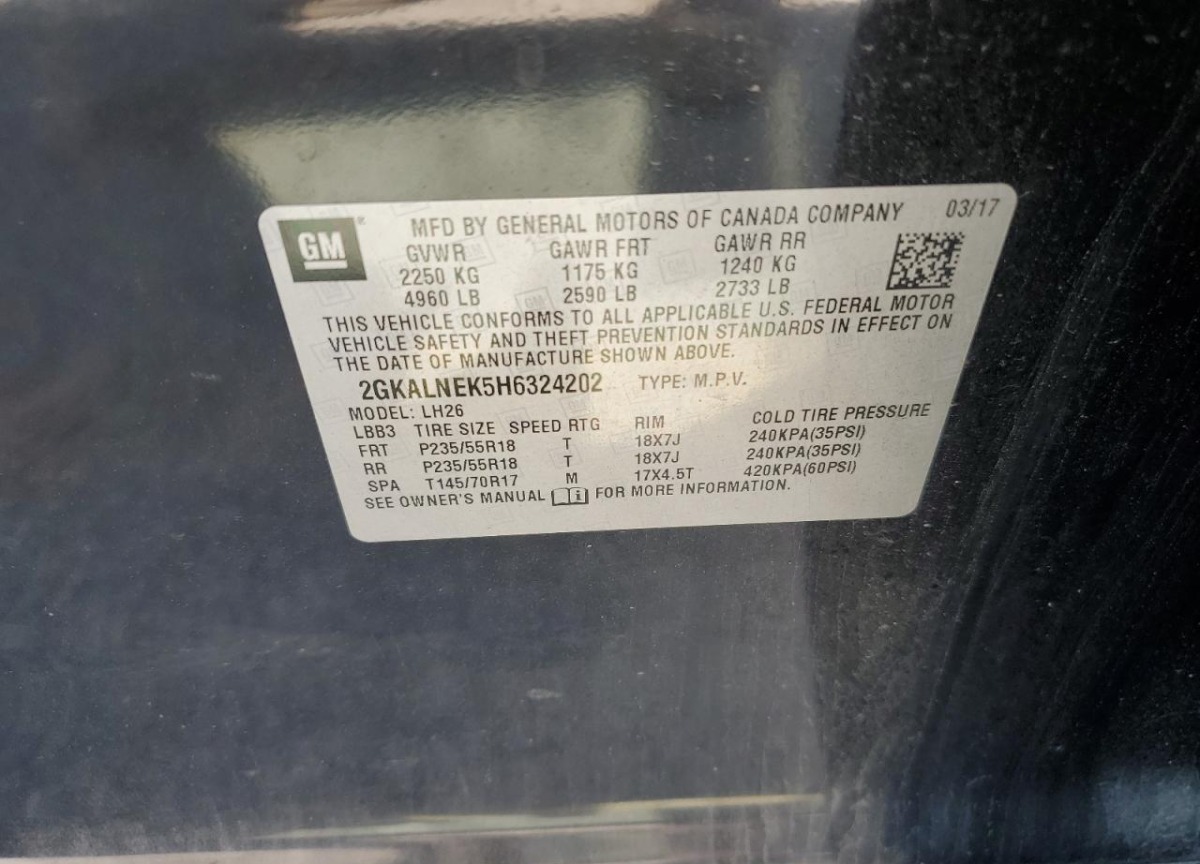 GM ® MFD BY GENERAL MOTORS OF CANADA COMPANY 03/17
GVWR GAWR FRT GAWR RR
2250 KG 1175 KG 1240 KG
4960 LB 2590 LB 2733 LB
THIS VEHICLE CONFORMS TO ALL APPLICABLE U.S. FEDERAL MOTOR
VEHICLE SAFETY AND THEFT PREVENTION STANDARDS IN EFFECT ON
THE DATE OF MANUFACTURE SHOWN ABOVE.
2GKALNEK5H6324202 TYPE: M.P.V.
MODEL: LH26
LBB3 TIRE SIZE SPEED RTG RIM COLD TIRE PRESSURE
FRT P235/55R18 T 18X7J 240KPA(35PSI)
RR P235/55R18 T 18X7J 240KPA(35PSI)
SPA T145/70R17 M 17X4.5T 420KPA(60PSI)
SEE OWNER'S MANUAL i FOR MORE INFORMATION.